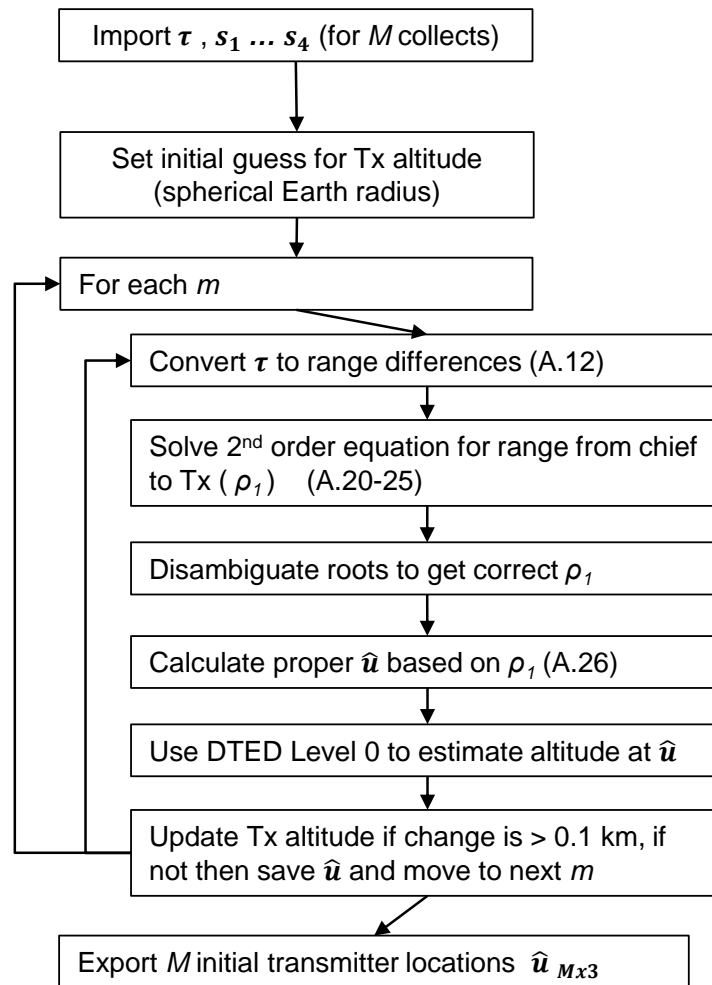 Import τ , s₁ … s₄ (for M collects)
Set initial guess for Tx altitude
(spherical Earth radius)
For each m
Convert τ to range differences (A.12)
Solve 2ⁿᵈ order equation for range from chief
to Tx ( ρ₁ ) (A.20-25)
Disambiguate roots to get correct ρ₁
Calculate proper û based on ρ₁ (A.26)
Use DTED Level 0 to estimate altitude at û
Update Tx altitude if change is > 0.1 km, if
not then save û and move to next m
Export M initial transmitter locations û Mx3